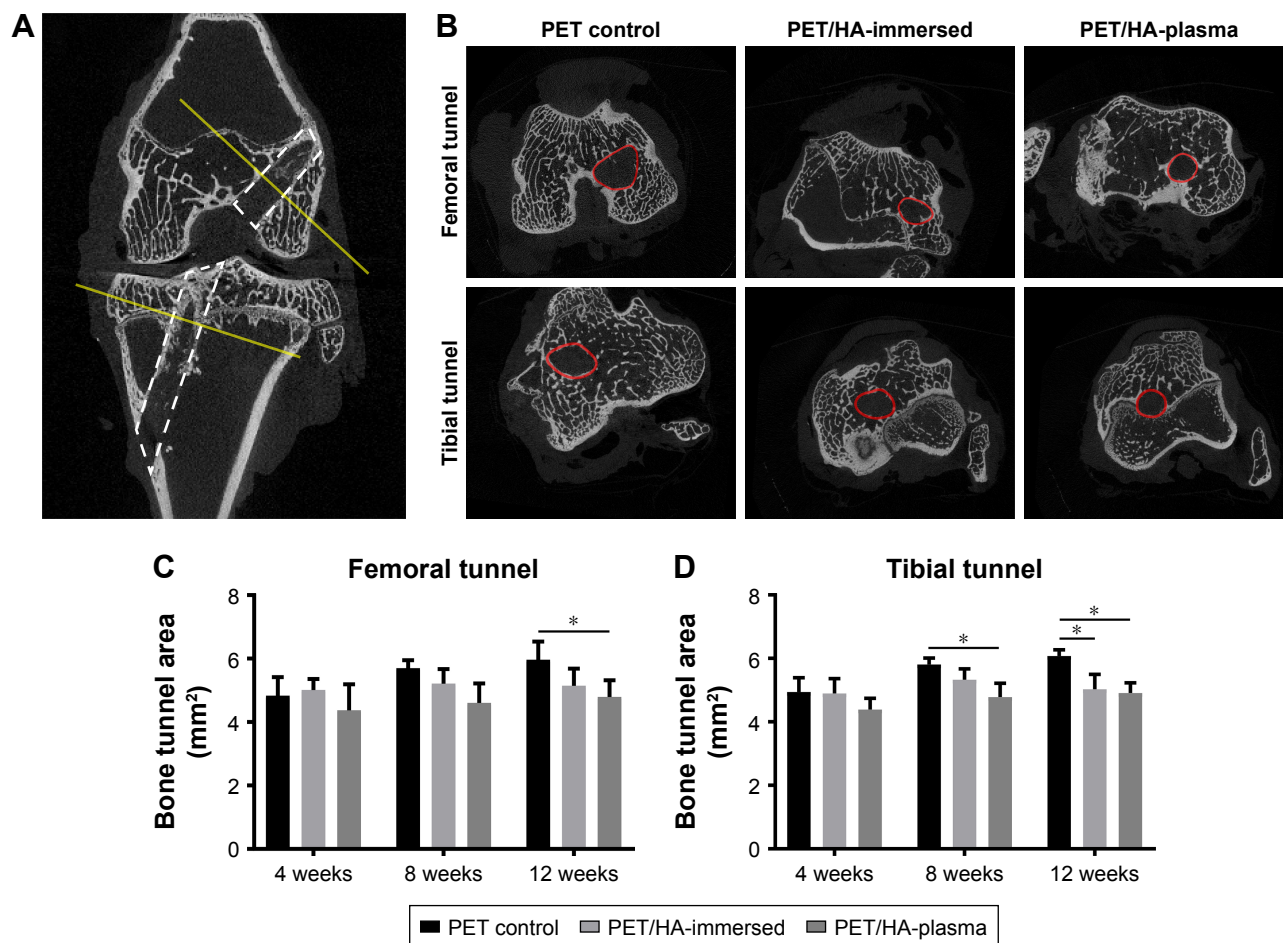 A
B
PET control
PET/HA-immersed
PET/HA-plasma
Femoral tunnel
Tibial tunnel
C
Femoral tunnel
Bone tunnel area
(mm²)
8
6
4
2
0
*
4 weeks
8 weeks
12 weeks
D
Tibial tunnel
Bone tunnel area
(mm²)
8
6
4
2
0
*
*
*
4 weeks
8 weeks
12 weeks
PET control
PET/HA-immersed
PET/HA-plasma